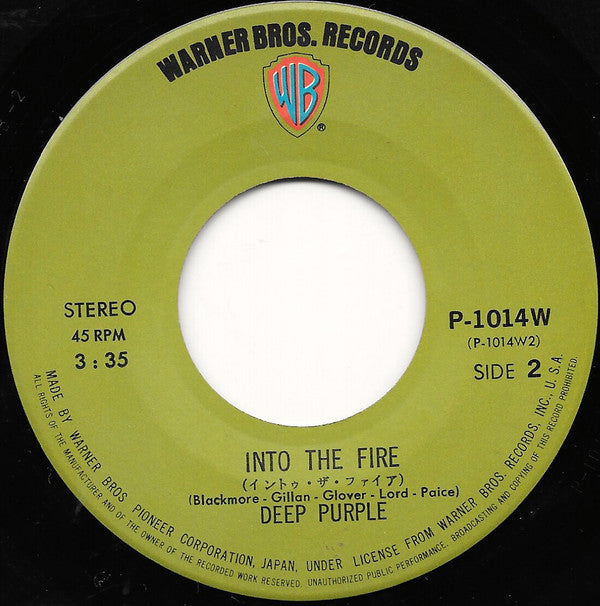 WARNER BROS. RECORDS
WB
®
STEREO
45 RPM
3:35
P-1014W
(P-1014W2)
SIDE 2
INTO THE FIRE
(イントゥ・ザ・ファイア)
(Blackmore - Gillan - Glover - Lord - Paice)
DEEP PURPLE
MADE BY WARNER BROS PIONEER CORPORATION, JAPAN, UNDER LICENSE FROM WARNER BROS. RECORDS, INC., U.S.A.
ALL RIGHTS OF THE MANUFACTURER AND OF THE OWNER OF THE RECORDED WORK RESERVED. UNAUTHORIZED PUBLIC PERFORMANCE, BROADCASTING AND COPYING OF THIS RECORD PROHIBITED.